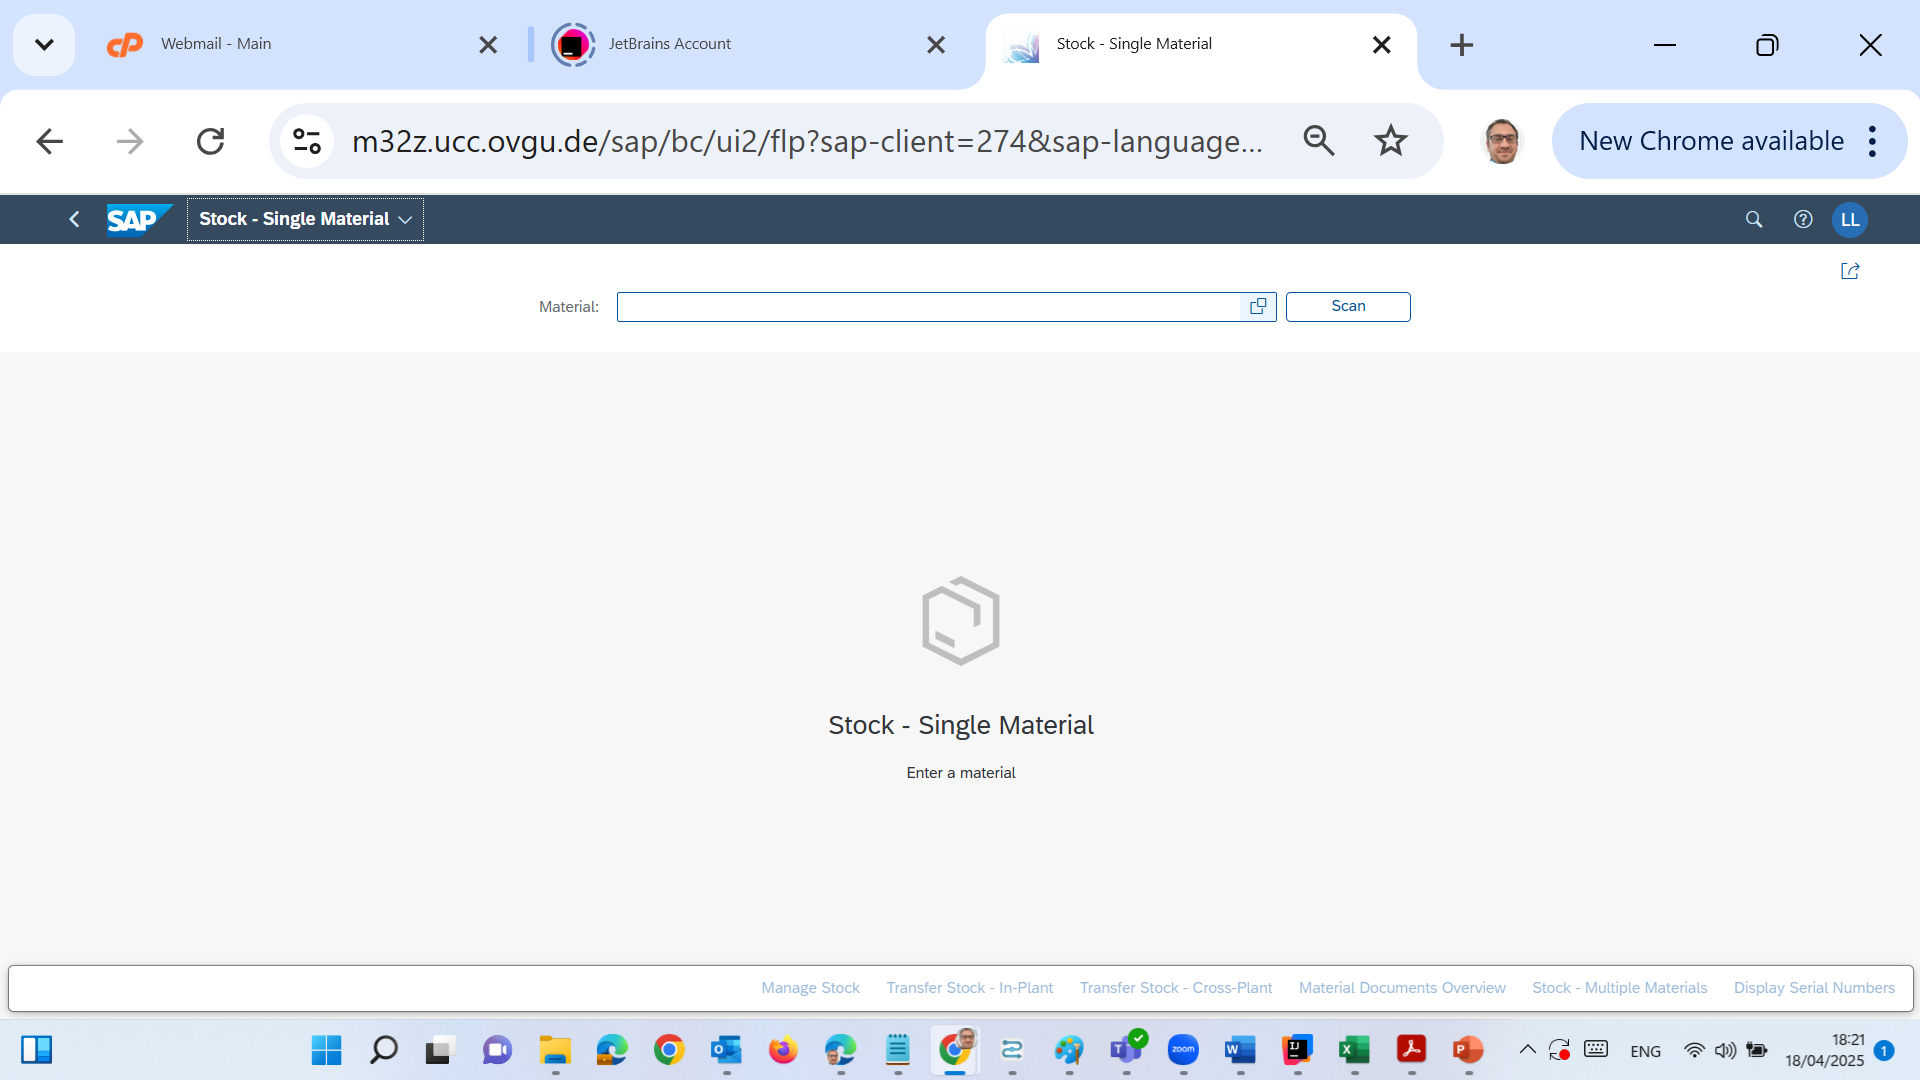 Webmail - Main
JetBrains Account
Stock - Single Material
m32z.ucc.ovgu.de/sap/bc/ui2/flp?sap-client=274&sap-language...
New Chrome available
SAP
Stock - Single Material
LL
Material:
Scan
Stock - Single Material
Enter a material
Manage Stock
Transfer Stock - In-Plant
Transfer Stock - Cross-Plant
Material Documents Overview
Stock - Multiple Materials
Display Serial Numbers
zoom
ENG
18:21
18/04/2025
1